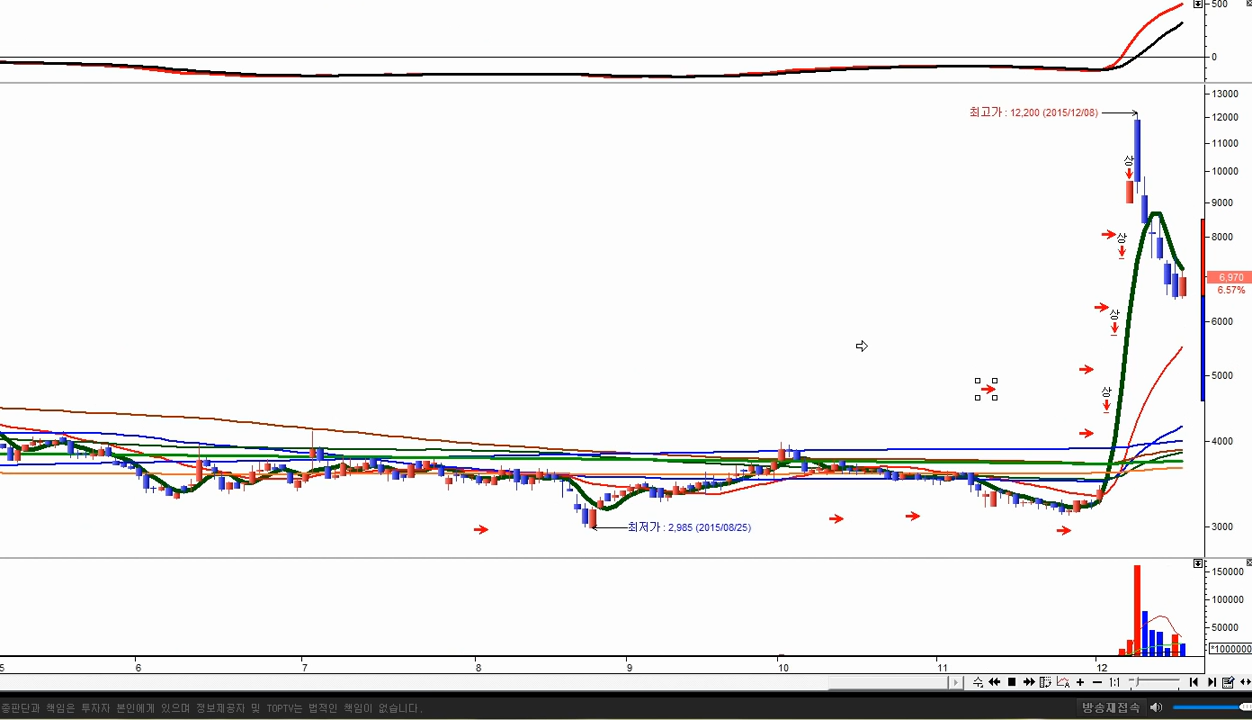 500
0
13000
최고가 : 12,200 (2015/12/08)
12000
11000
상
10000
9000
상
8000
6,970
6.57%
상
6000
5000
상
4000
최저가 : 2,985 (2015/08/25)
3000
150000
100000
50000
*1000000
5 6 7 8 9 10 11 12
1:1
종판단과 책임은 투자자 본인에게 있으며 정보제공자 및 TOPTV는 법적인 책임이 없습니다.
방송재접속